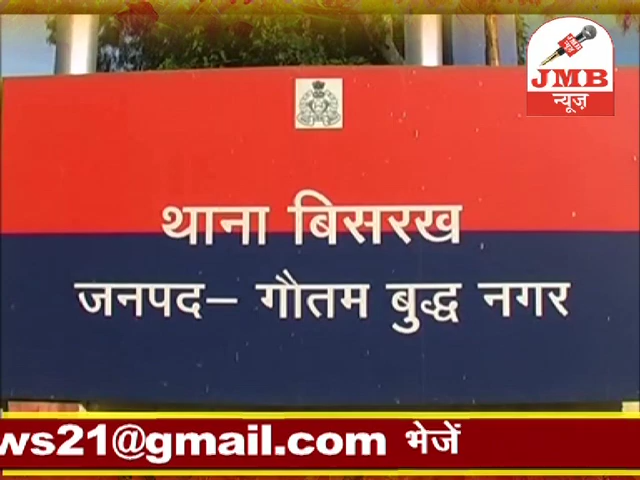 JMB
न्यूज़
थाना बिसरख
जनपद– गौतम बुद्ध नगर
ws21@gmail.com भेजें